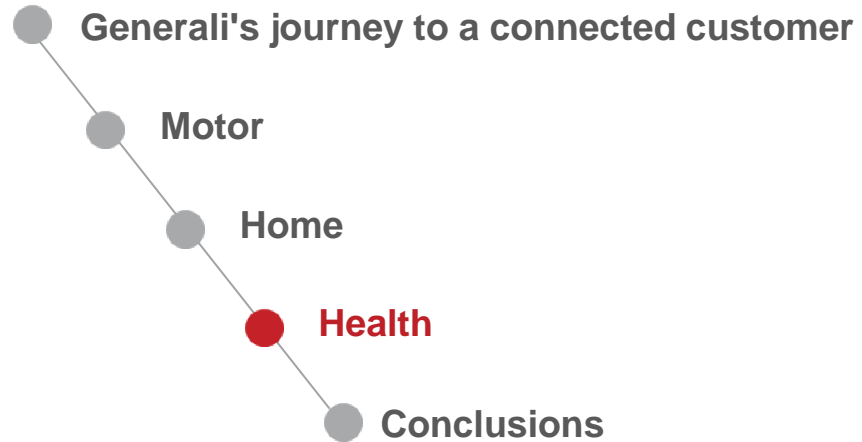 Generali's journey to a connected customer
Motor
Home
Health
Conclusions